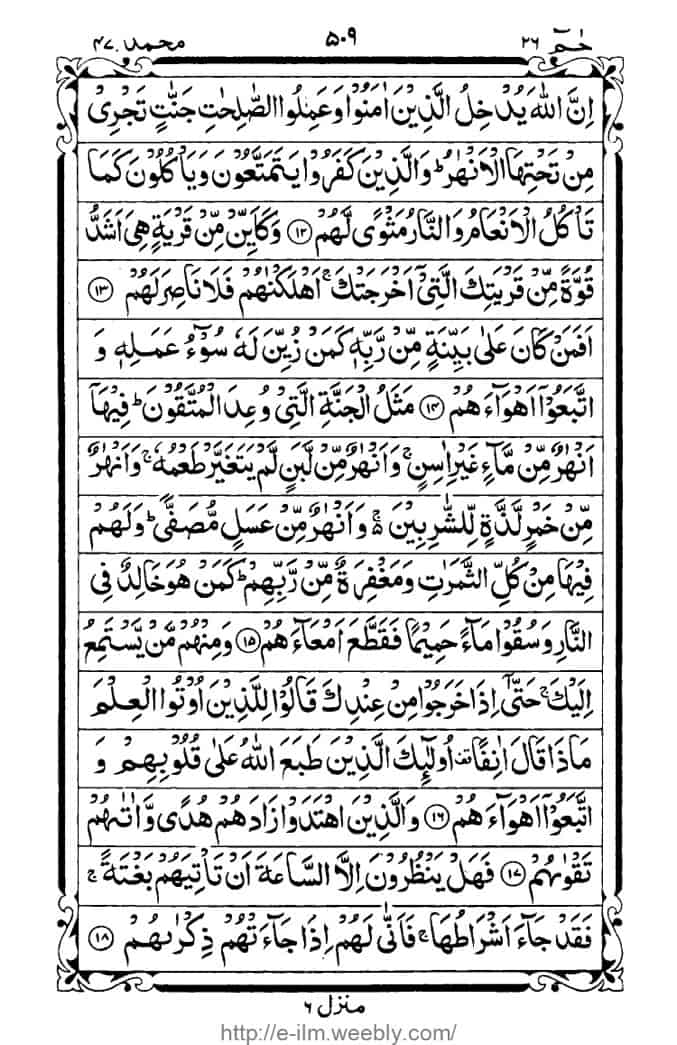 حٰمٓ ٢٦ ٥٠٩ محمد ٤٧
اِنَّ اللّٰهَ يُدْخِلُ الَّذِيْنَ اٰمَنُوْا وَعَمِلُوا الصّٰلِحٰتِ جَنّٰتٍ تَجْرِيْ
مِنْ تَحْتِهَا الْاَنْهٰرُ ؕ وَالَّذِيْنَ كَفَرُوْا يَتَمَتَّعُوْنَ وَيَاْكُلُوْنَ كَمَا
تَاْكُلُ الْاَنْعَامُ وَالنَّارُ مَثْوًى لَّهُمْ ﴿١٢﴾ وَكَاَيِّنْ مِّنْ قَرْيَةٍ هِيَ اَشَدُّ
قُوَّةً مِّنْ قَرْيَتِكَ الَّتِيْٓ اَخْرَجَتْكَ ۚ اَهْلَكْنٰهُمْ فَلَا نَاصِرَ لَهُمْ ﴿١٣﴾
اَفَمَنْ كَانَ عَلٰى بَيِّنَةٍ مِّنْ رَّبِّهٖ كَمَنْ زُيِّنَ لَهٗ سُوْٓءُ عَمَلِهٖ وَ
اتَّبَعُوْٓا اَهْوَآءَهُمْ ﴿١٤﴾ مَثَلُ الْجَنَّةِ الَّتِيْ وُعِدَ الْمُتَّقُوْنَ ؕ فِيْهَآ
اَنْهٰرٌ مِّنْ مَّآءٍ غَيْرِ اٰسِنٍ ۚ وَاَنْهٰرٌ مِّنْ لَّبَنٍ لَّمْ يَتَغَيَّرْ طَعْمُهٗ ۚ وَاَنْهٰرٌ
مِّنْ خَمْرٍ لَّذَّةٍ لِّلشّٰرِبِيْنَ ۚ۬ وَاَنْهٰرٌ مِّنْ عَسَلٍ مُّصَفًّى ؕ وَلَهُمْ
فِيْهَا مِنْ كُلِّ الثَّمَرٰتِ وَمَغْفِرَةٌ مِّنْ رَّبِّهِمْ ؕ كَمَنْ هُوَ خَالِدٌ فِي
النَّارِ وَسُقُوْا مَآءً حَمِيْمًا فَقَطَّعَ اَمْعَآءَهُمْ ﴿١٥﴾ وَمِنْهُمْ مَّنْ يَّسْتَمِعُ
اِلَيْكَ ۚ حَتّٰٓى اِذَا خَرَجُوْا مِنْ عِنْدِكَ قَالُوْا لِلَّذِيْنَ اُوْتُوا الْعِلْمَ
مَاذَا قَالَ اٰنِفًا ۫ اُولٰٓئِكَ الَّذِيْنَ طَبَعَ اللّٰهُ عَلٰى قُلُوْبِهِمْ وَ
اتَّبَعُوْٓا اَهْوَآءَهُمْ ﴿١٦﴾ وَالَّذِيْنَ اهْتَدَوْا زَادَهُمْ هُدًى وَّاٰتٰىهُمْ
تَقْوٰىهُمْ ﴿١٧﴾ فَهَلْ يَنْظُرُوْنَ اِلَّا السَّاعَةَ اَنْ تَاْتِيَهُمْ بَغْتَةً ۚ
فَقَدْ جَآءَ اَشْرَاطُهَا ۚ فَاَنّٰى لَهُمْ اِذَا جَآءَتْهُمْ ذِكْرٰىهُمْ ﴿١٨﴾
منزل ٦
http://e-ilm.weebly.com/